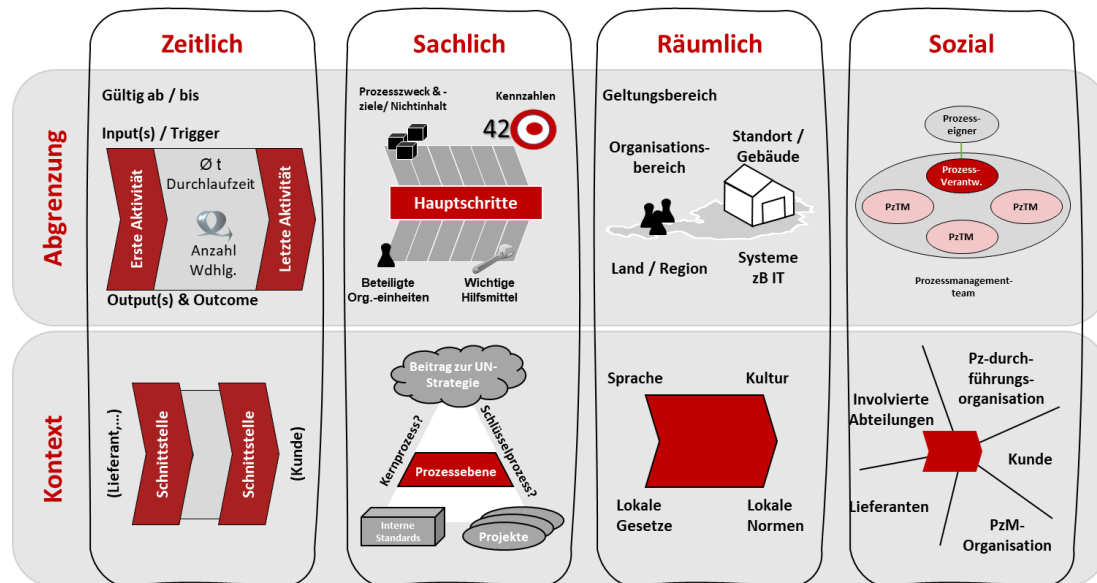 Zeitlich
Sachlich
Räumlich
Sozial
Abgrenzung
Gültig ab / bis
Input(s) / Trigger
Erste Aktivität
Ø t
Durchlaufzeit
Anzahl
Wdhlg.
Letzte Aktivität
Output(s) & Outcome
Prozesszweck & -
ziele/ Nichtinhalt
Kennzahlen
42
Hauptschritte
Beteiligte
Org.-einheiten
Wichtige
Hilfsmittel
Geltungsbereich
Organisations-
bereich
Standort /
Gebäude
Land / Region
Systeme
zB IT
Prozess-
eigner
Prozess-
Verantw.
PzTM
PzTM
PzTM
Prozessmanagement-
team
Kontext
(Lieferant,...)
Schnittstelle
Schnittstelle
(Kunde)
Beitrag zur UN-
Strategie
Kernprozess?
Schlüsselprozess?
Prozessebene
Interne
Standards
Projekte
Sprache
Kultur
Lokale
Gesetze
Lokale
Normen
Pz-durch-
führungs-
organisation
Involvierte
Abteilungen
Kunde
Lieferanten
PzM-
Organisation